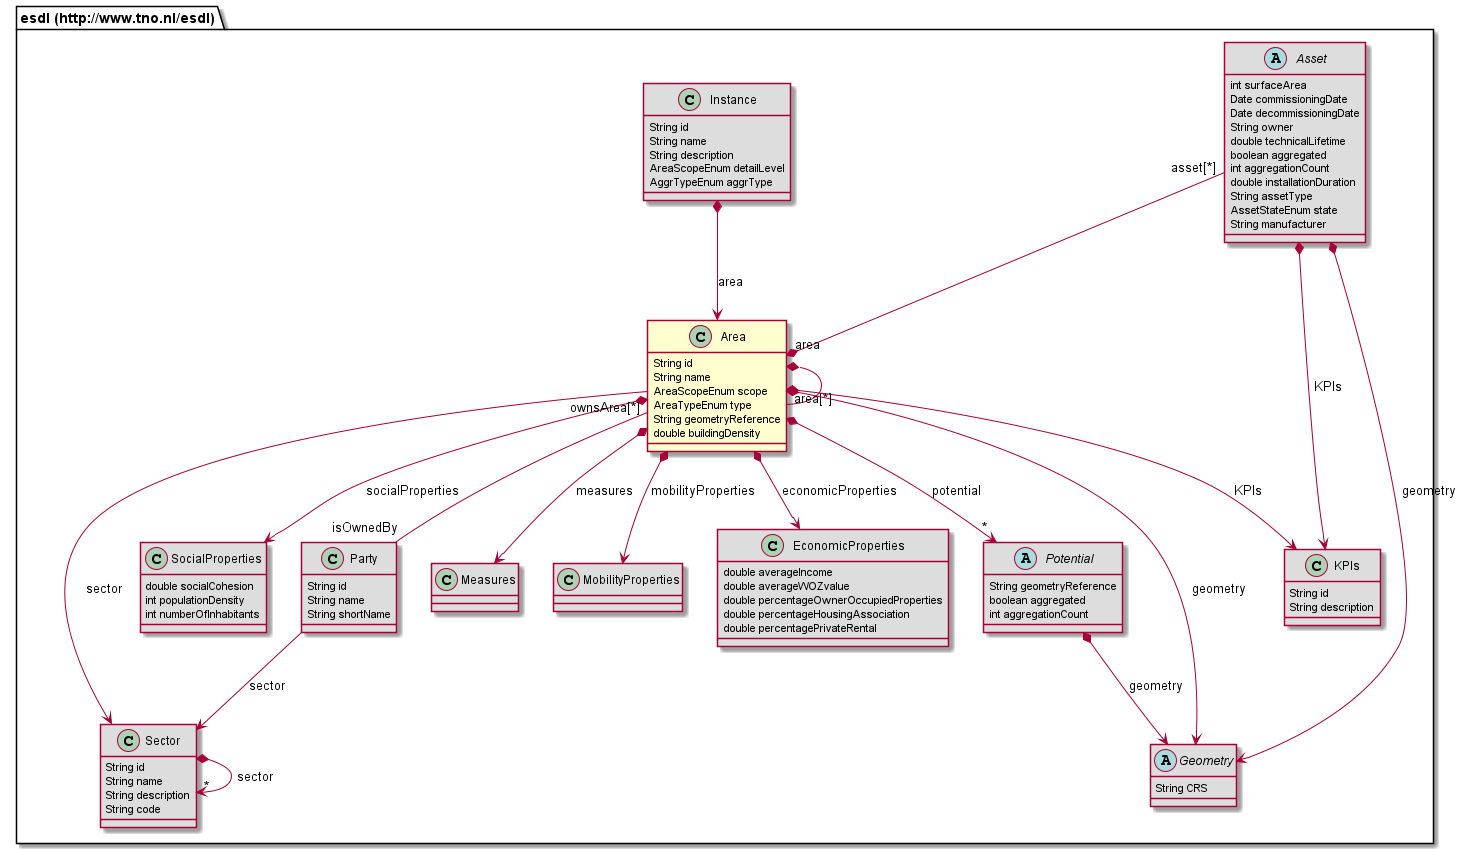 esdl (http://www.tno.nl/esdl)
A Asset
int surfaceArea
Date commissioningDate
Date decommissioningDate
String owner
double technicalLifetime
boolean aggregated
int aggregationCount
double installationDuration
String assetType
AssetStateEnum state
String manufacturer
C Instance
String id
String name
String description
AreaScopeEnum detailLevel
AggrTypeEnum aggrType
asset[*]
area
C Area
String id
String name
AreaScopeEnum scope
AreaTypeEnum type
String geometryReference
double buildingDensity
area
area[*]
ownsArea[*]
KPIs
socialProperties
measures
mobilityProperties
economicProperties
potential
KPIs
geometry
isOwnedBy
*
C SocialProperties
double socialCohesion
int populationDensity
int numberOfInhabitants
C Party
String id
String name
String shortName
C Measures
C MobilityProperties
C EconomicProperties
double averageIncome
double averageWOZvalue
double percentageOwnerOccupiedProperties
double percentageHousingAssociation
double percentagePrivateRental
A Potential
String geometryReference
boolean aggregated
int aggregationCount
C KPIs
String id
String description
sector
geometry
sector
geometry
C Sector
String id
String name
String description
String code
sector
*
A Geometry
String CRS